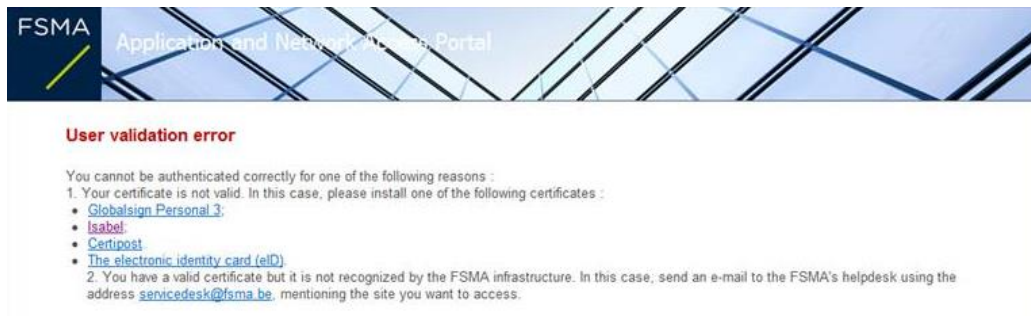 FSMA
Application and Network Access Portal
User validation error
You cannot be authenticated correctly for one of the following reasons :
1. Your certificate is not valid. In this case, please install one of the following certificates :
• Globalsign Personal 3;
• Isabel;
• Certipost.
• The electronic identity card (eID).
2. You have a valid certificate but it is not recognized by the FSMA infrastructure. In this case, send an e-mail to the FSMA's helpdesk using the
address servicedesk@fsma.be, mentioning the site you want to access.